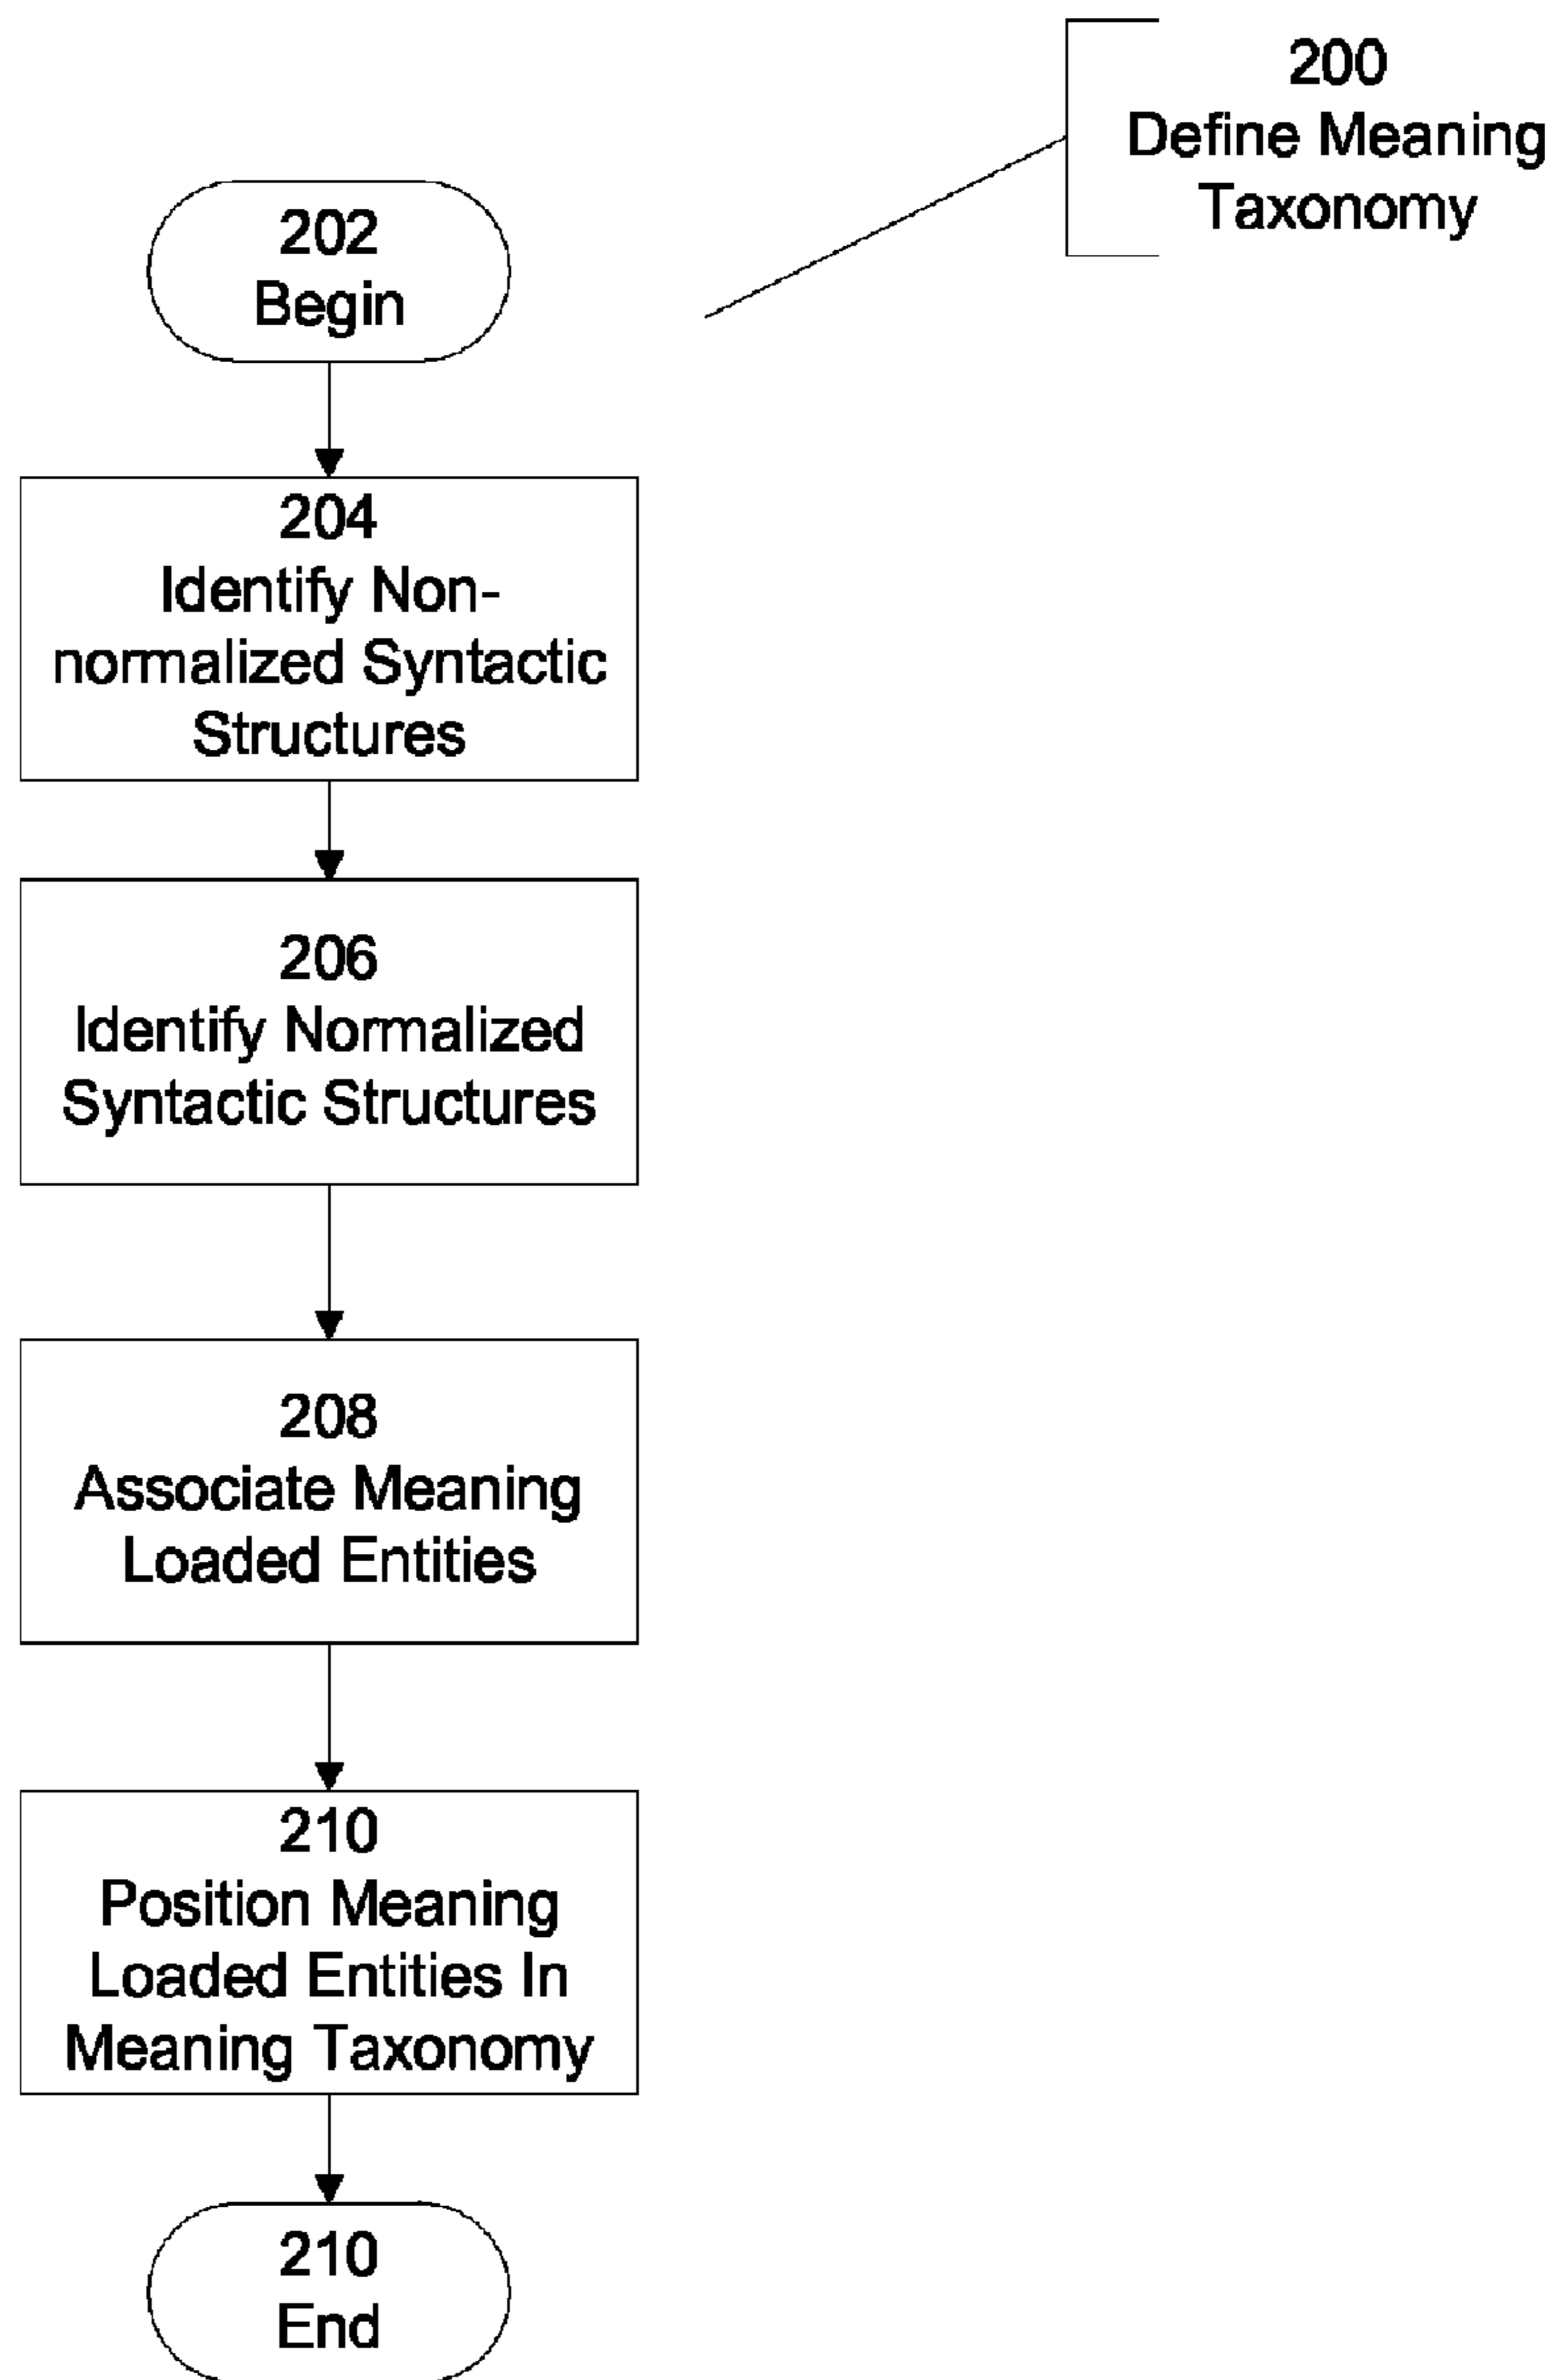 200
Define Meaning
Taxonomy
202
Begin
204
Identify Non-
normalized Syntactic
Structures
206
Identify Normalized
Syntactic Structures
208
Associate Meaning
Loaded Entities
210
Position Meaning
Loaded Entities In
Meaning Taxonomy
210
End